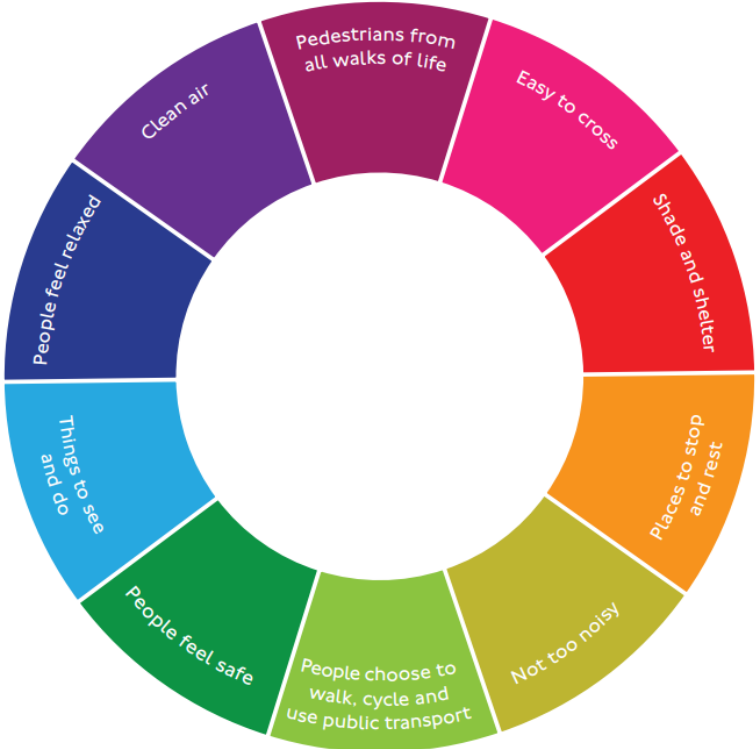 Pedestrians from
all walks of life
Easy to cross
Shade and shelter
Places to stop
and rest
Not too noisy
People choose to
walk, cycle and
use public transport
People feel safe
Things to see
and do
People feel relaxed
Clean air